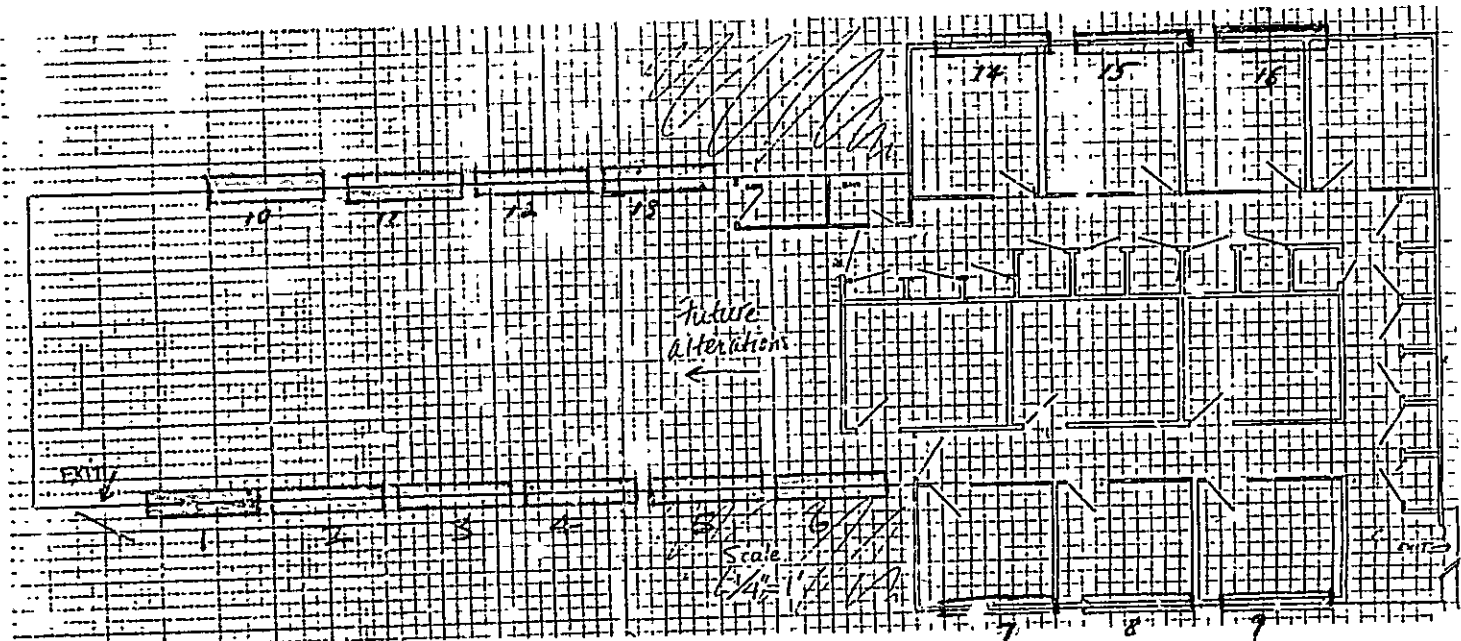 14 15 16
10 11 12 13
Future
alterations
EXIT
1 2 3 4 5 6
Scale
1/4" = 1'
EXIT
7 8 9